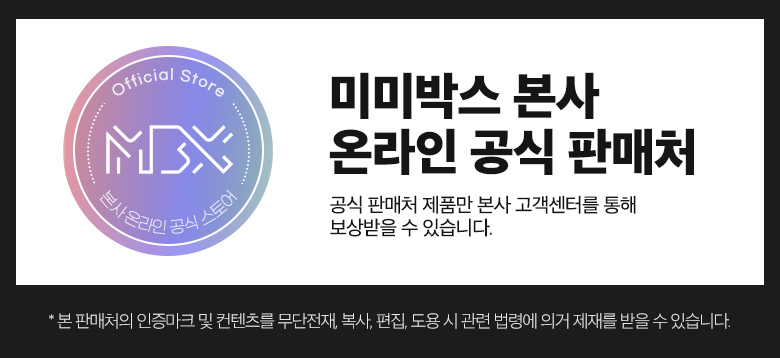 Official Store
MBX
본사 온라인 공식 스토어
미미박스 본사
온라인 공식 판매처
공식 판매처 제품만 본사 고객센터를 통해
보상받을 수 있습니다.
* 본 판매처의 인증마크 및 컨텐츠를 무단전재, 복사, 편집, 도용 시 관련 법령에 의거 제재를 받을 수 있습니다.